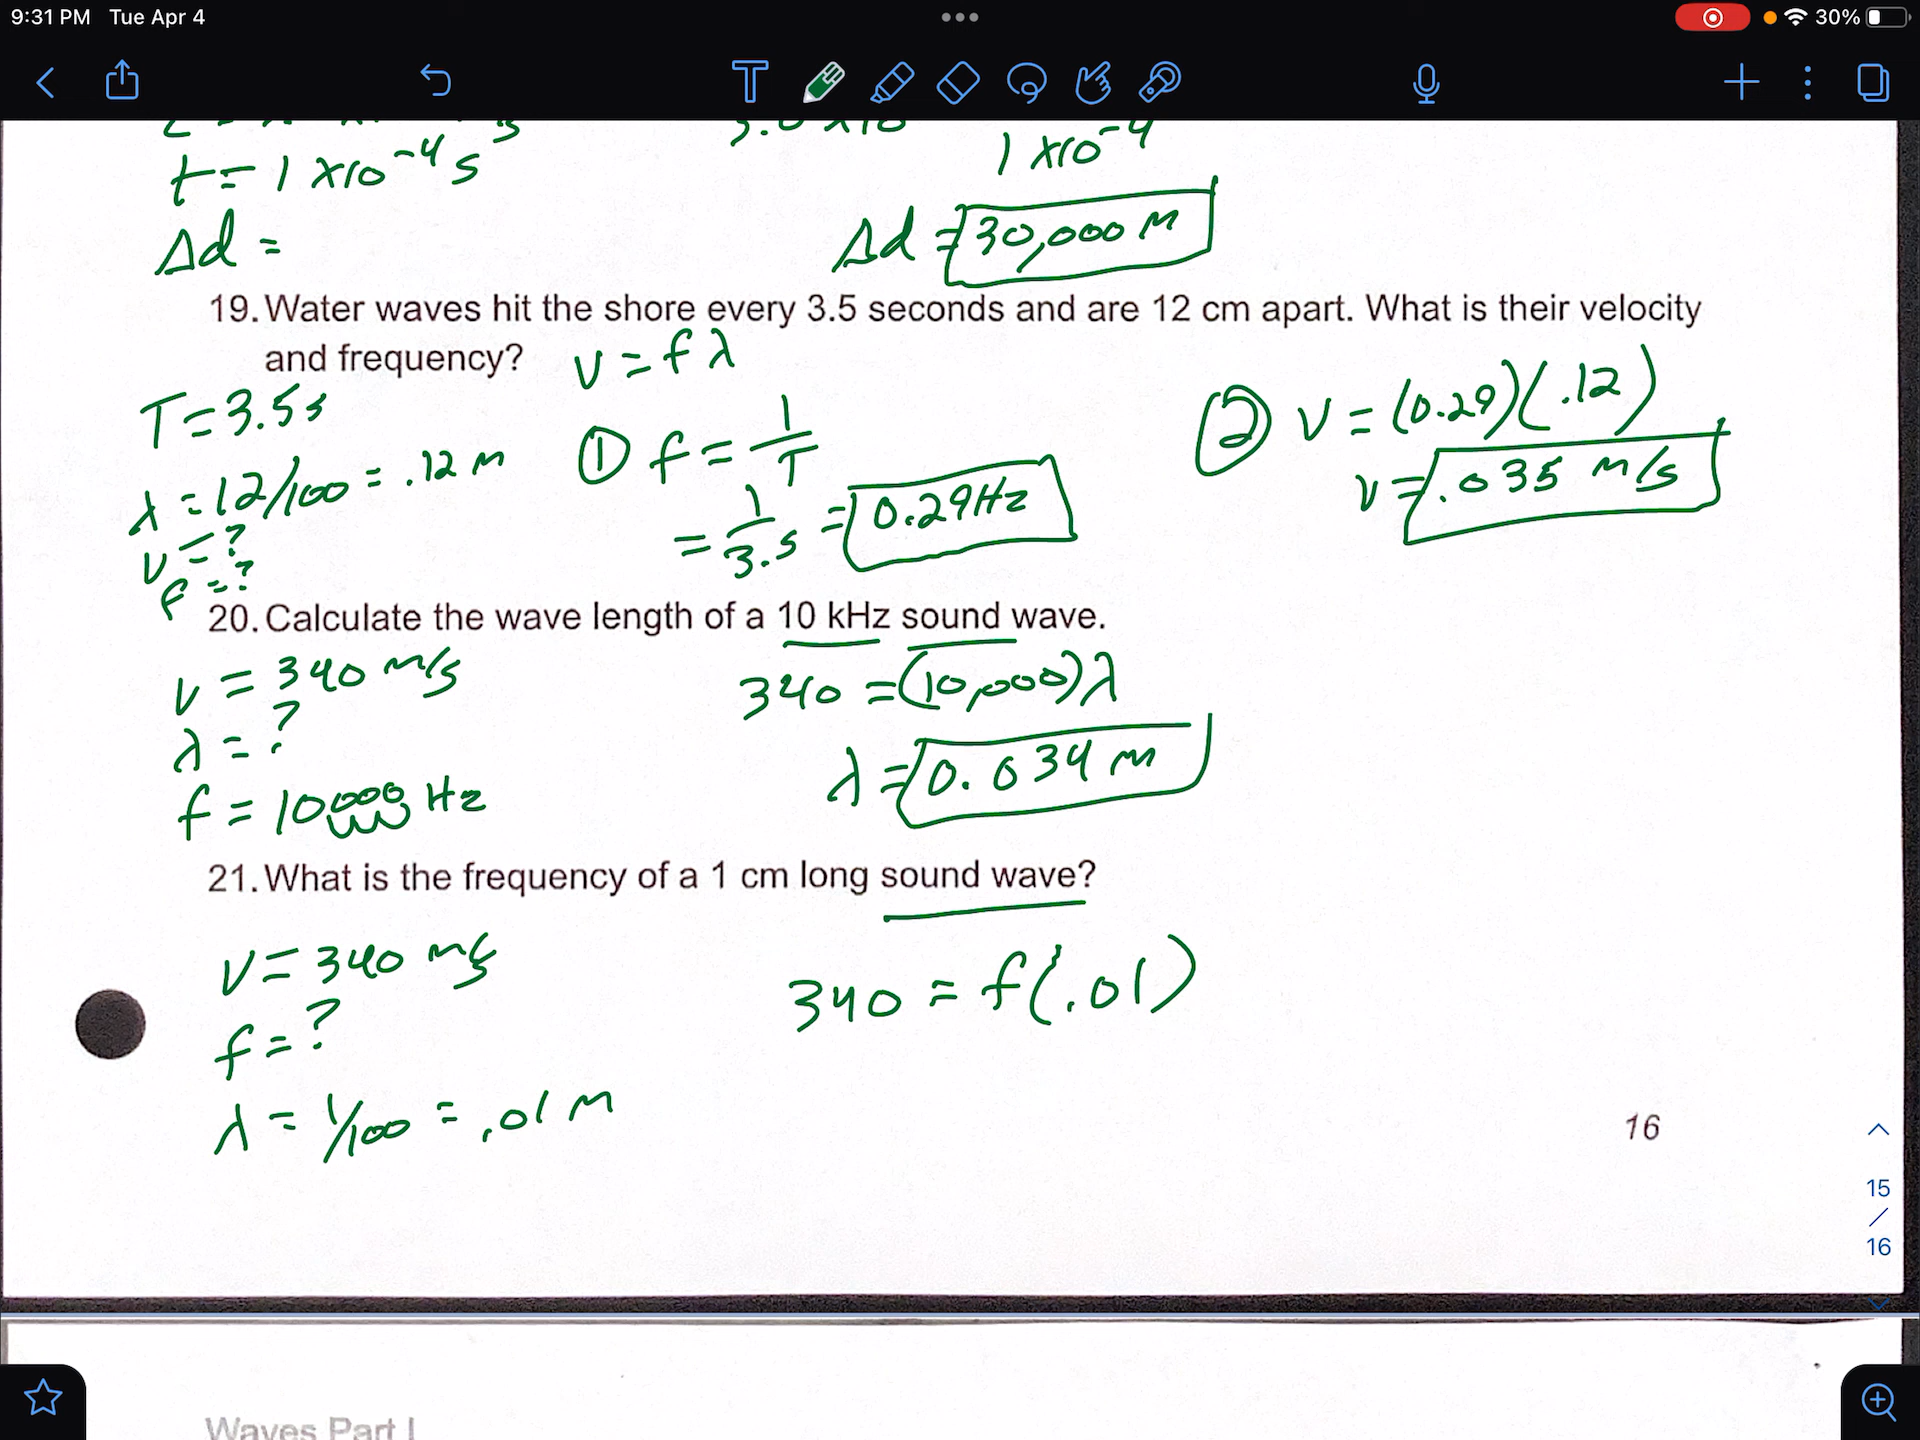 9:31 PM Tue Apr 4
30%
t = 1 x10⁻⁴ s
1 x10⁻⁴
Δd =
Δd = 30,000 m
19. Water waves hit the shore every 3.5 seconds and are 12 cm apart. What is their velocity
and frequency?
v = f λ
T = 3.5 s
λ = 12/100 = .12 m
v = ?
f = ?
① f = 1/T
= 1/3.5 = 0.29 Hz
② v = (0.29)(.12)
v = .035 m/s
20. Calculate the wave length of a 10 kHz sound wave.
v = 340 m/s
λ = ?
f = 10000 Hz
340 = (10,000) λ
λ = 0.034 m
21. What is the frequency of a 1 cm long sound wave?
v = 340 m/s
f = ?
λ = 1/100 = .01 m
340 = f(.01)
16
15
/
16
Waves Part I